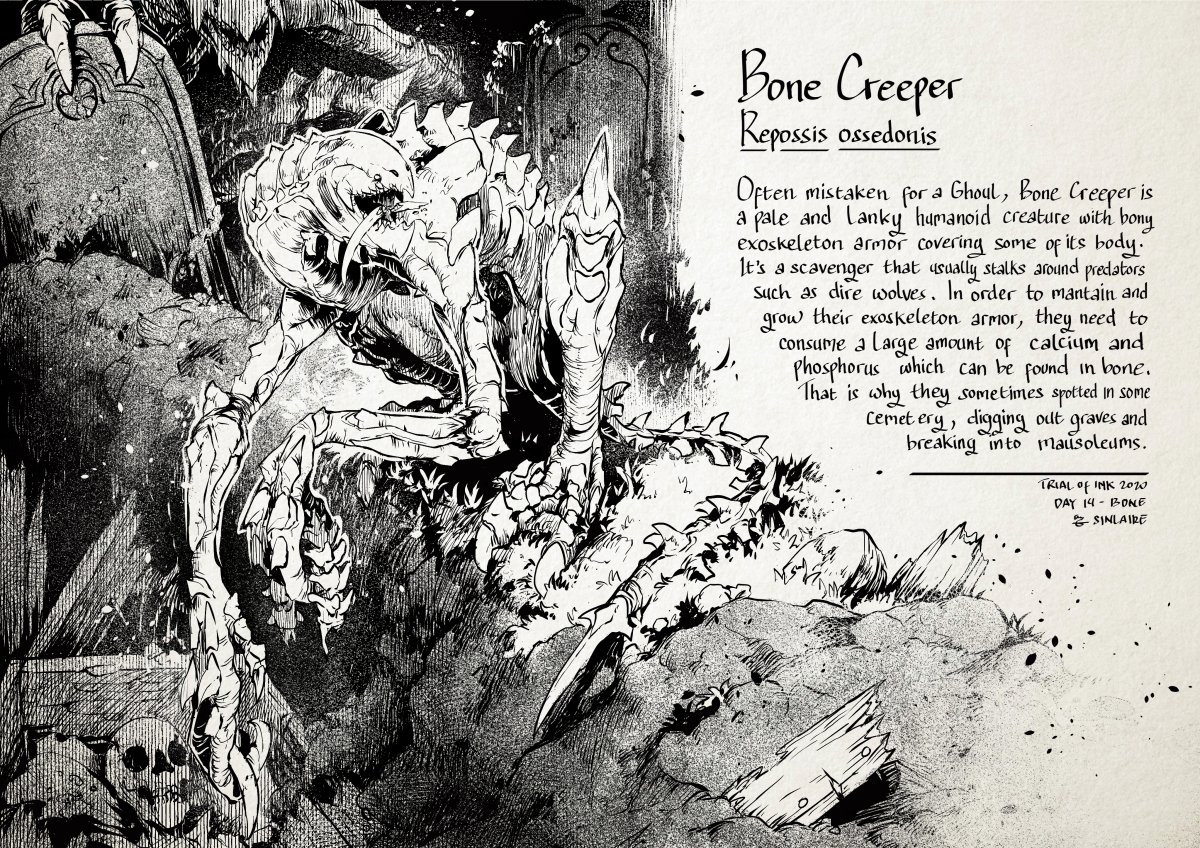 Bone Creeper
Repossis ossedonis
Often mistaken for a Ghoul, Bone Creeper is
a pale and lanky humanoid creature with bony
exoskeleton armor covering some of its body.
It's a scavenger that usually stalks around predators
such as dire wolves. In order to mantain and
grow their exoskeleton armor, they need to
consume a large amount of calcium and
phosphorus which can be found in bone.
That is why they sometimes spotted in some
cemetery, digging out graves and
breaking into mausoleums.
TRIAL OF INK 2020
DAY 14 - BONE
SINLAIRE